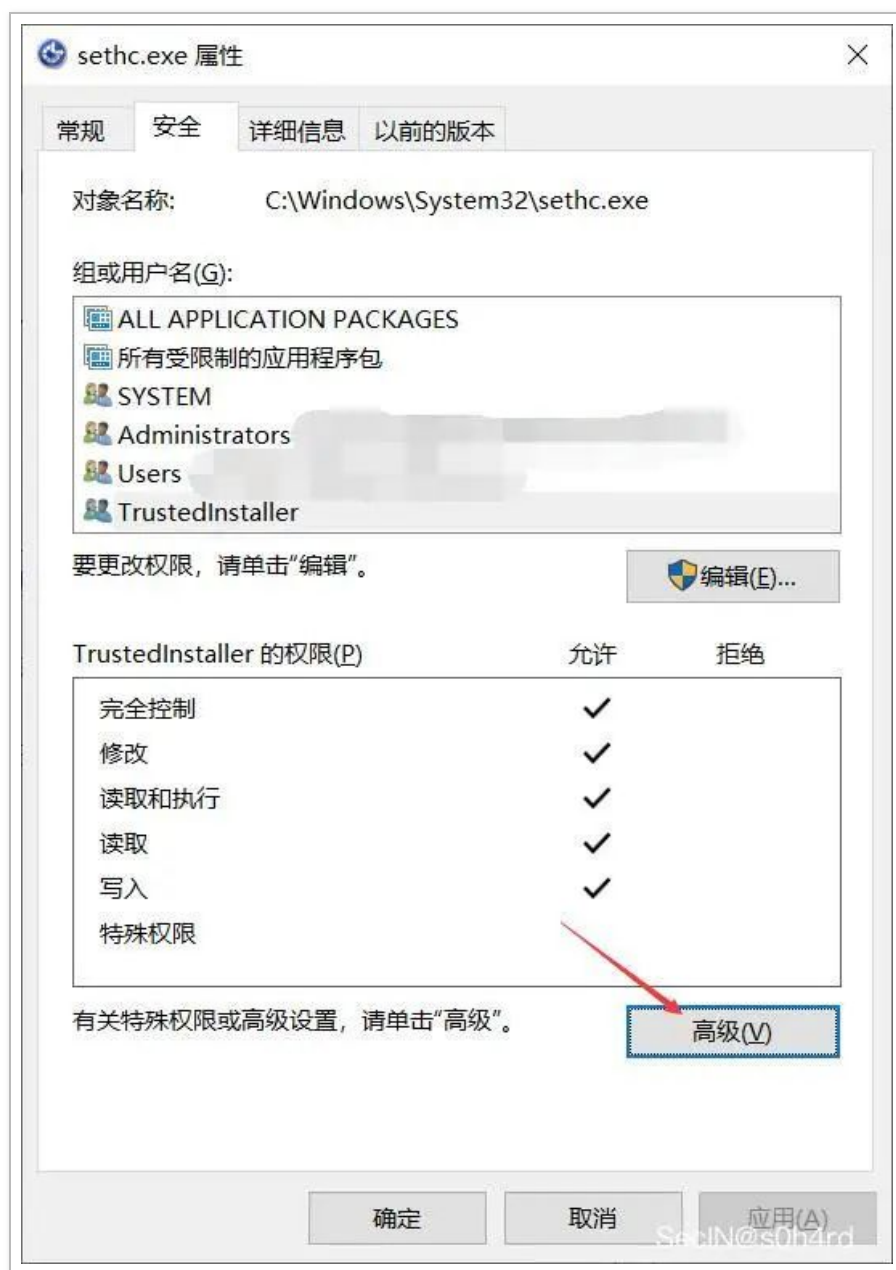 sethc.exe 属性
常规 安全 详细信息 以前的版本
对象名称: C:\Windows\System32\sethc.exe
组或用户名(G):
ALL APPLICATION PACKAGES
所有受限制的应用程序包
SYSTEM
Administrators
Users
TrustedInstaller
要更改权限，请单击“编辑”。
编辑(E)...
TrustedInstaller 的权限(P) 允许 拒绝
完全控制
修改
读取和执行
读取
写入
特殊权限
有关特殊权限或高级设置，请单击“高级”。
高级(V)
确定 取消 应用(A)
SecIN@s0h4rd